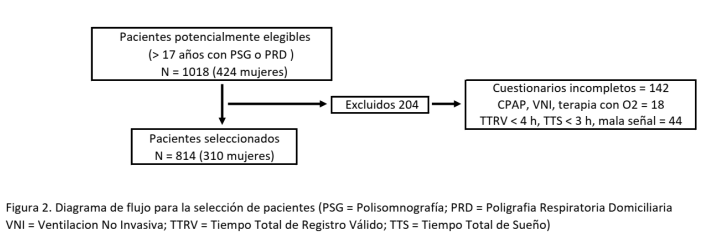 Pacientes potencialmente elegibles
(> 17 años con PSG o PRD )
N = 1018 (424 mujeres)
Excluidos 204
Cuestionarios incompletos = 142
CPAP, VNI, terapia con O2 = 18
TTRV < 4 h, TTS < 3 h, mala señal = 44
Pacientes seleccionados
N = 814 (310 mujeres)
Figura 2. Diagrama de flujo para la selección de pacientes (PSG = Polisomnografía; PRD = Poligrafia Respiratoria Domiciliaria
VNI = Ventilacion No Invasiva; TTRV = Tiempo Total de Registro Válido; TTS = Tiempo Total de Sueño)